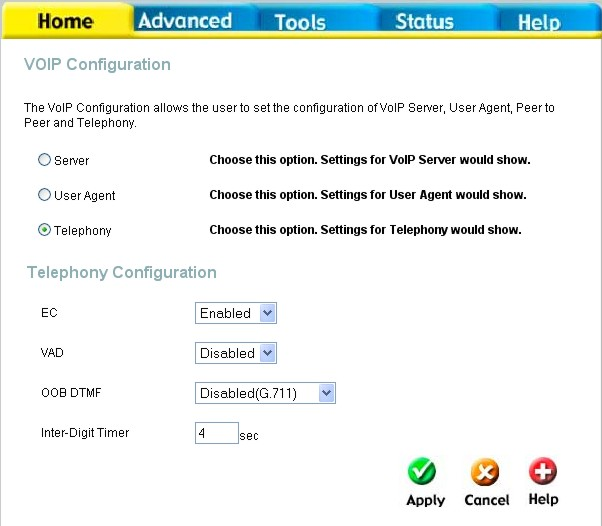 Home Advanced Tools Status Help
VOIP Configuration
The VoIP Configuration allows the user to set the configuration of VoIP Server, User Agent, Peer to
Peer and Telephony.
Server Choose this option. Settings for VoIP Server would show.
User Agent Choose this option. Settings for User Agent would show.
Telephony Choose this option. Settings for Telephony would show.
Telephony Configuration
EC Enabled
VAD Disabled
OOB DTMF Disabled(G.711)
Inter-Digit Timer 4 sec
Apply Cancel Help